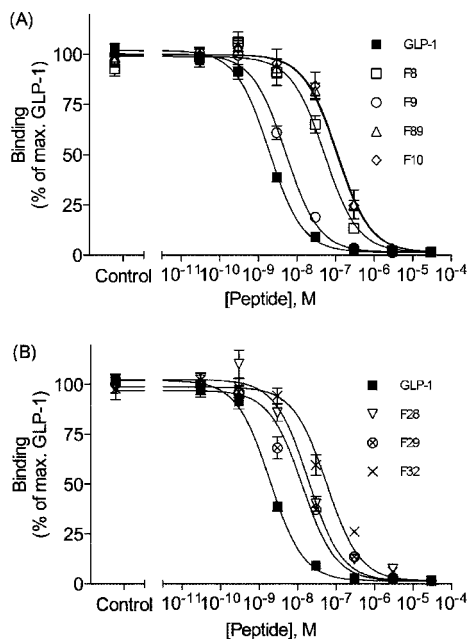 (A)
Binding
(% of max. GLP-1)
125
100
75
50
25
0
GLP-1
F8
F9
F89
F10
Control
10⁻¹¹ 10⁻¹⁰ 10⁻⁹ 10⁻⁸ 10⁻⁷ 10⁻⁶ 10⁻⁵ 10⁻⁴
[Peptide], M
(B)
Binding
(% of max. GLP-1)
125
100
75
50
25
0
GLP-1
F28
F29
F32
Control
10⁻¹¹ 10⁻¹⁰ 10⁻⁹ 10⁻⁸ 10⁻⁷ 10⁻⁶ 10⁻⁵ 10⁻⁴
[Peptide], M